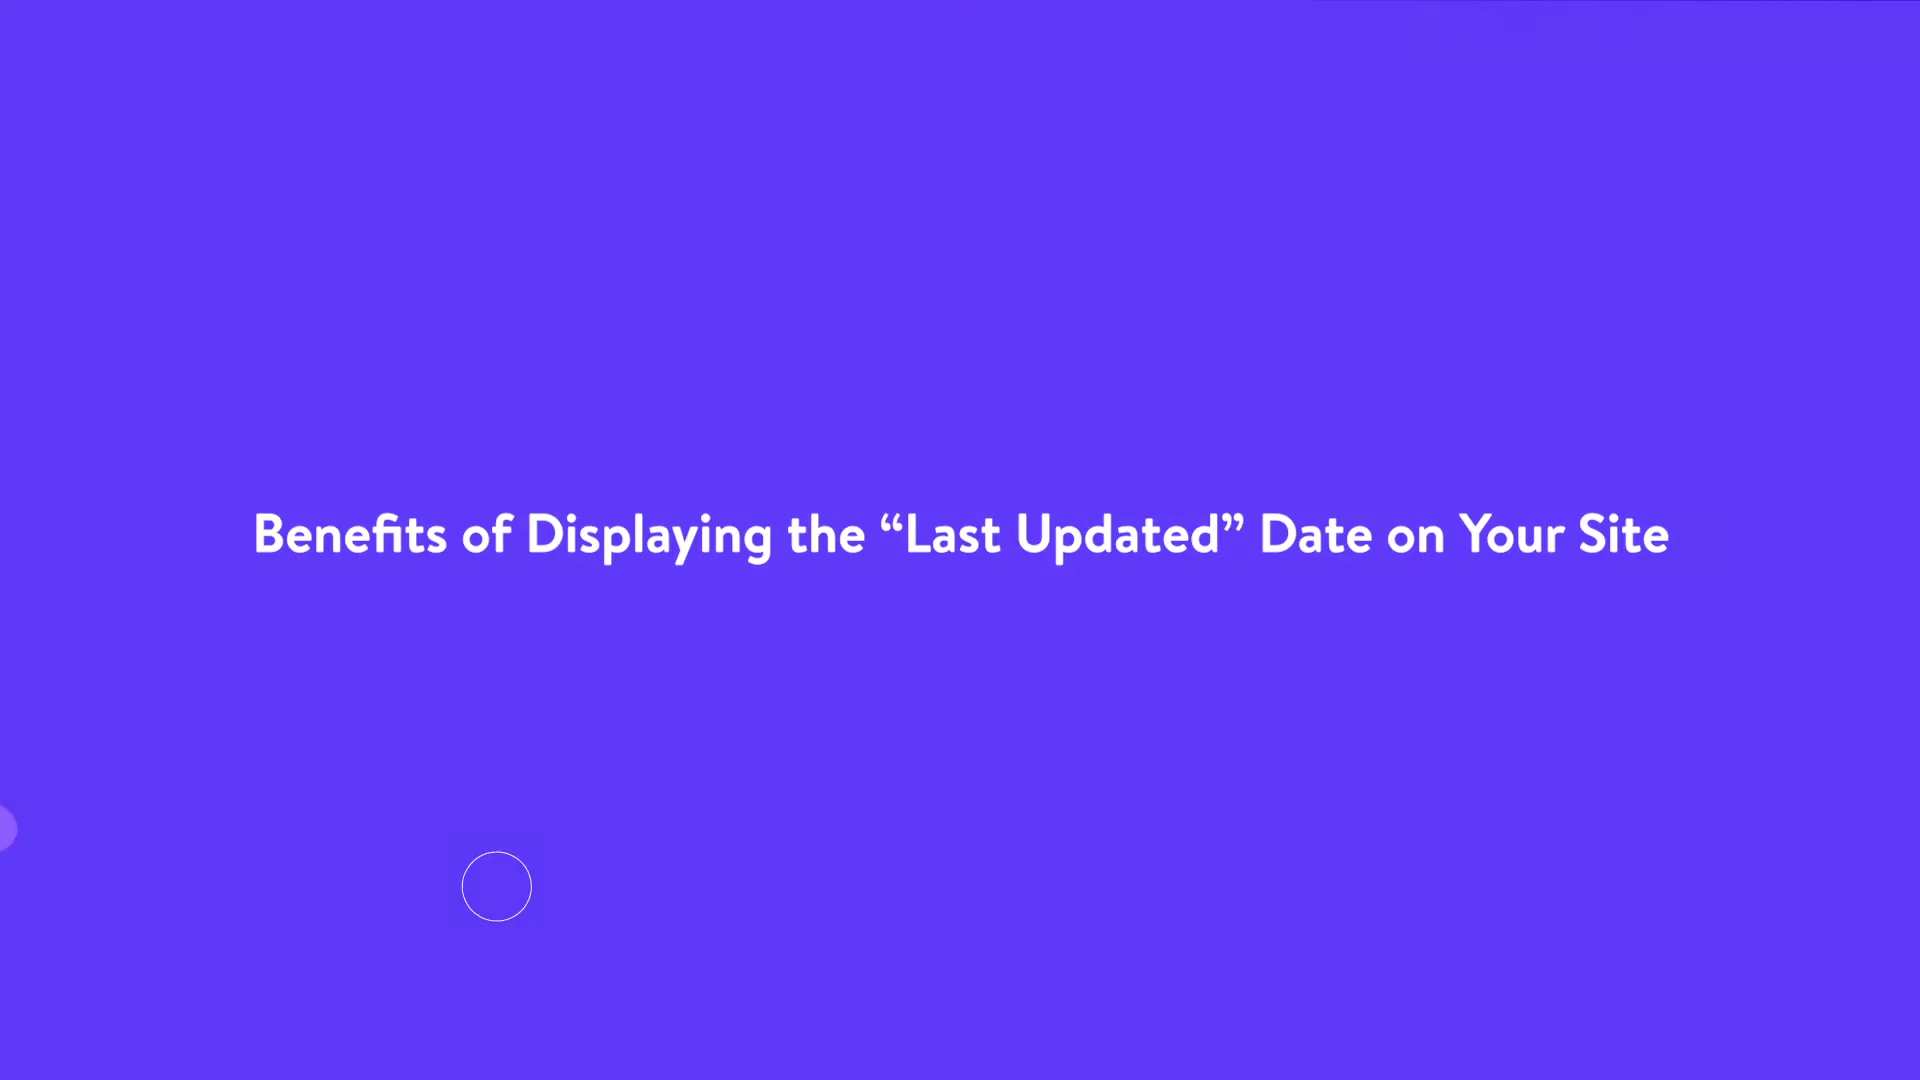 Benefits of Displaying the “Last Updated” Date on Your Site